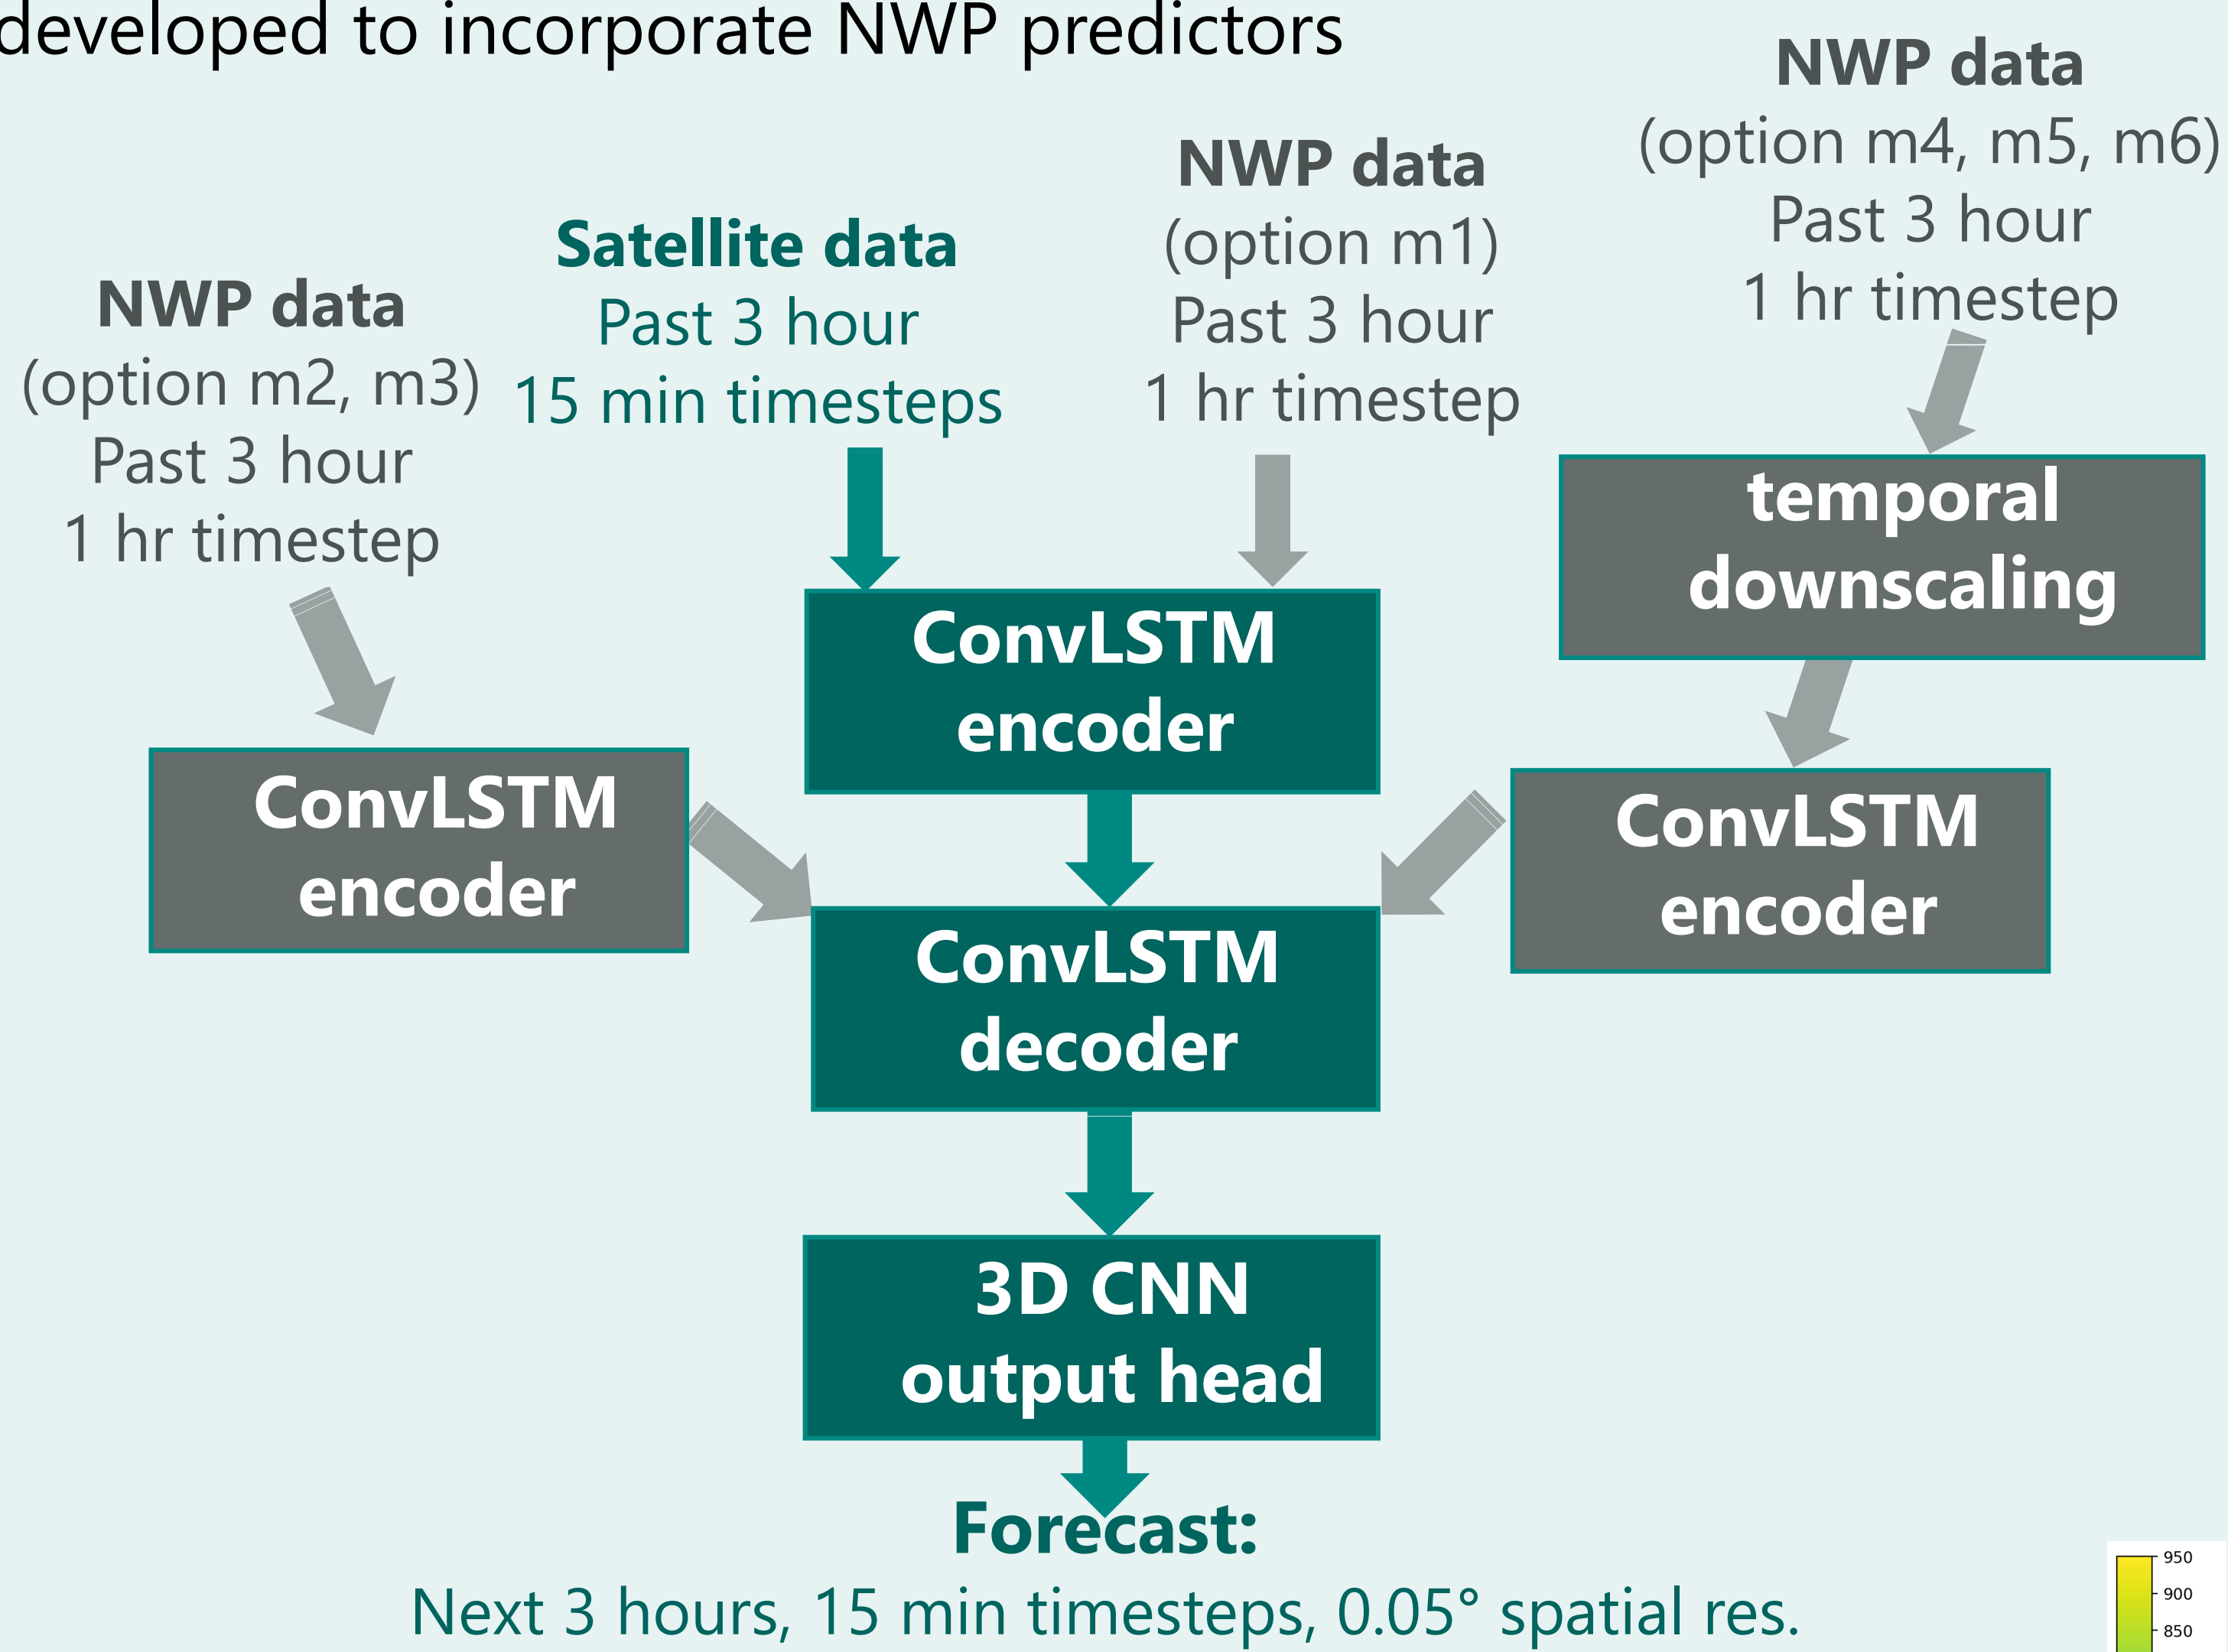 developed to incorporate NWP predictors
NWP data
(option m4, m5, m6)
Past 3 hour
1 hr timestep
NWP data
(option m1)
Past 3 hour
1 hr timestep
Satellite data
Past 3 hour
15 min timesteps
NWP data
(option m2, m3)
Past 3 hour
1 hr timestep
temporal
downscaling
ConvLSTM
encoder
ConvLSTM
encoder
ConvLSTM
encoder
ConvLSTM
decoder
3D CNN
output head
Forecast:
Next 3 hours, 15 min timesteps, 0.05° spatial res.
950
900
850